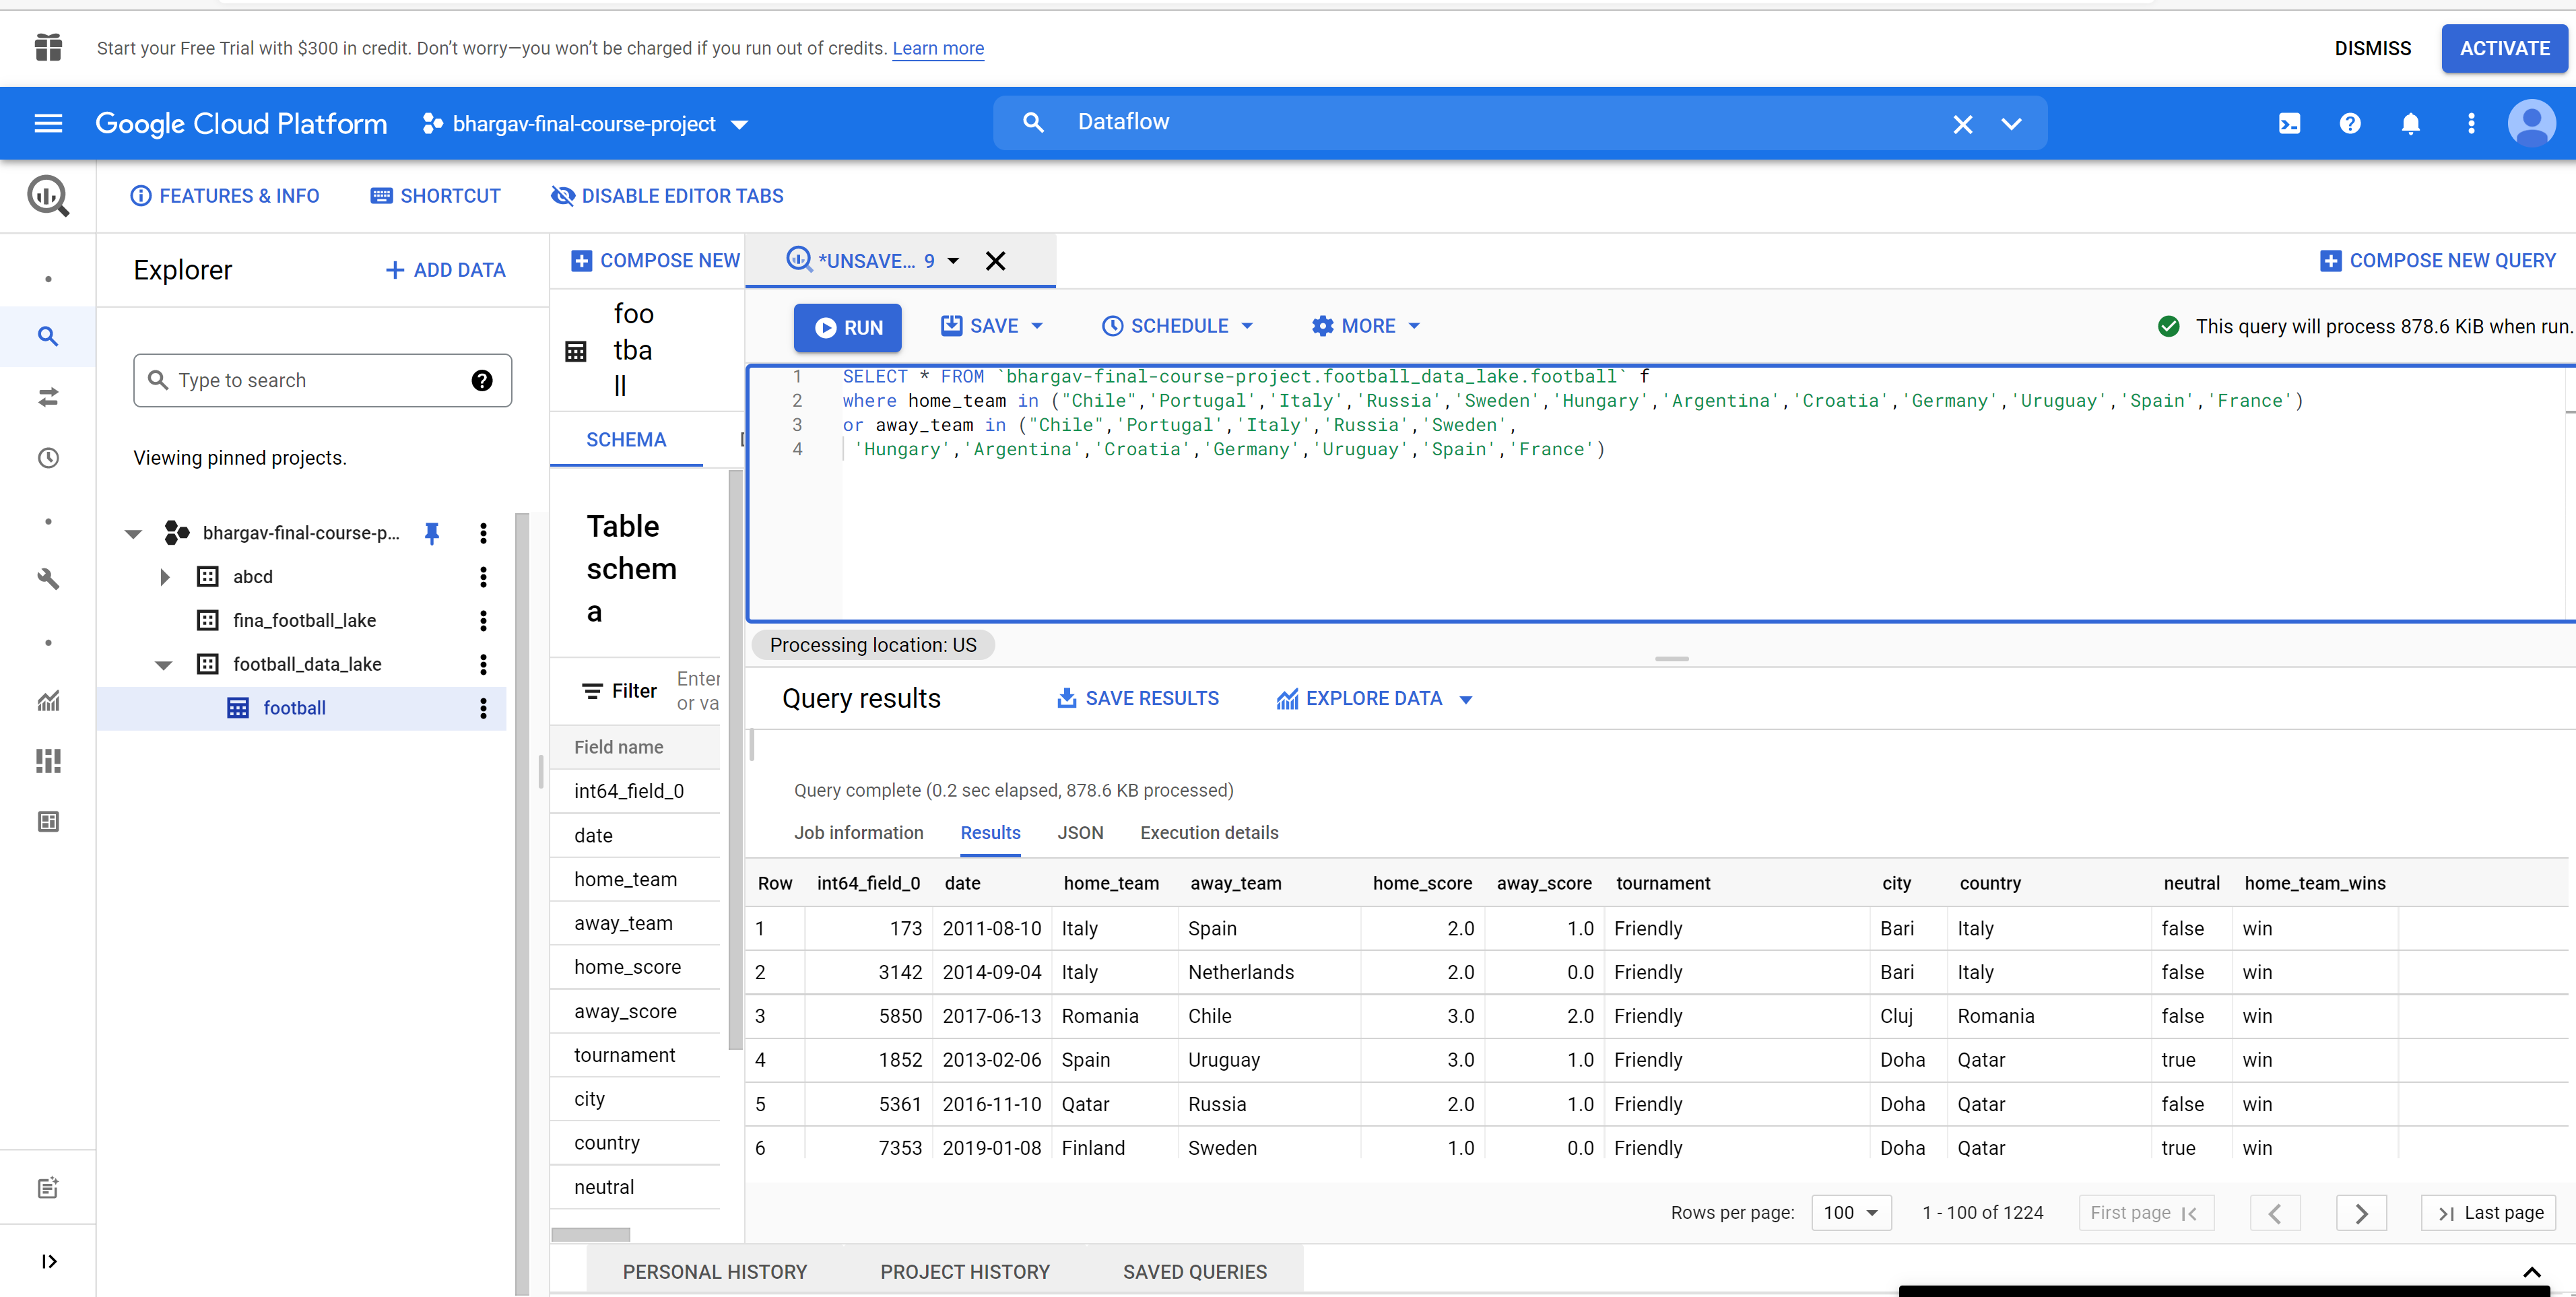 Start your Free Trial with $300 in credit. Don't worry—you won't be charged if you run out of credits. Learn more
DISMISS
ACTIVATE
Google Cloud Platform
bhargav-final-course-project
Dataflow
FEATURES & INFO
SHORTCUT
DISABLE EDITOR TABS
Explorer
+ ADD DATA
Type to search
Viewing pinned projects.
bhargav-final-course-p...
abcd
fina_football_lake
football_data_lake
football
COMPOSE NEW
foo
tba
ll
SCHEMA
Table
schem
a
Filter
Enter
or va
Field name
int64_field_0
date
home_team
away_team
home_score
away_score
tournament
city
country
neutral
*UNSAVE... 9
COMPOSE NEW QUERY
RUN
SAVE
SCHEDULE
MORE
This query will process 878.6 KiB when run.
1 SELECT * FROM `bhargav-final-course-project.football_data_lake.football` f
2 where home_team in ("Chile",'Portugal','Italy','Russia','Sweden','Hungary','Argentina','Croatia','Germany','Uruguay','Spain','France')
3 or away_team in ("Chile",'Portugal','Italy','Russia','Sweden',
4 'Hungary','Argentina','Croatia','Germany','Uruguay','Spain','France')
Processing location: US
Query results
SAVE RESULTS
EXPLORE DATA
Query complete (0.2 sec elapsed, 878.6 KB processed)
Job information
Results
JSON
Execution details
Row int64_field_0 date home_team away_team home_score away_score tournament city country neutral home_team_wins
1 173 2011-08-10 Italy Spain 2.0 1.0 Friendly Bari Italy false win
2 3142 2014-09-04 Italy Netherlands 2.0 0.0 Friendly Bari Italy false win
3 5850 2017-06-13 Romania Chile 3.0 2.0 Friendly Cluj Romania false win
4 1852 2013-02-06 Spain Uruguay 3.0 1.0 Friendly Doha Qatar true win
5 5361 2016-11-10 Qatar Russia 2.0 1.0 Friendly Doha Qatar false win
6 7353 2019-01-08 Finland Sweden 1.0 0.0 Friendly Doha Qatar true win
Rows per page: 100 1 - 100 of 1224 First page Last page
PERSONAL HISTORY
PROJECT HISTORY
SAVED QUERIES